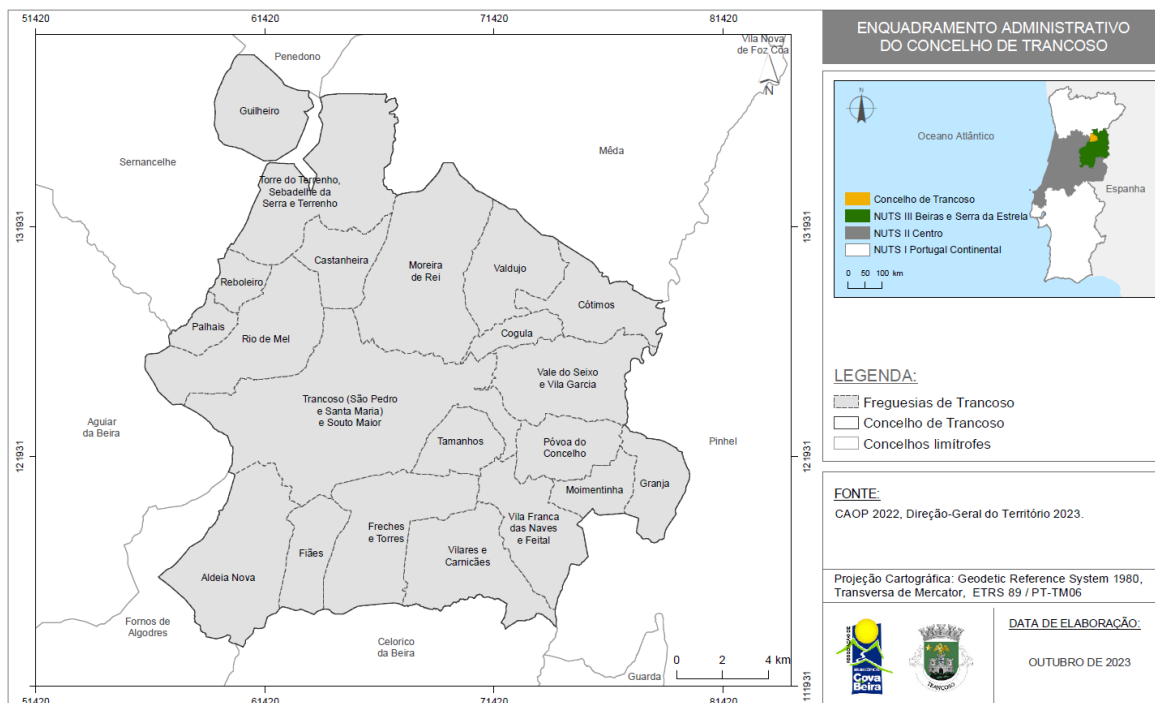 51420
61420
71420
81420
131931
121931
131931
121931
111931
51420
61420
71420
81420
Penedono
Vila Nova
de Foz Côa
N
Guilheiro
Sernancelhe
Mêda
Torre do Terrenho,
Sebadelhe da
Serra e Terrenho
Castanheira
Moreira
de Rei
Valdujo
Reboleiro
Côtimos
Palhais
Rio de Mel
Cogula
Vale do Seixo
e Vila Garcia
Trancoso (São Pedro
e Santa Maria)
e Souto Maior
Aguiar
da Beira
Tamanhos
Póvoa do
Concelho
Pinhel
Moimentinha
Granja
Vila Franca
das Naves
e Feital
Freches
e Torres
Fiães
Vilares e
Carnicães
Aldeia Nova
Fornos de
Algodres
Celorico
da Beira
Guarda
0 2 4 km
ENQUADRAMENTO ADMINISTRATIVO
DO CONCELHO DE TRANCOSO
N
Oceano Atlântico
Espanha
Concelho de Trancoso
NUTS III Beiras e Serra da Estrela
NUTS II Centro
NUTS I Portugal Continental
0 50 100 km
LEGENDA:
Freguesias de Trancoso
Concelho de Trancoso
Concelhos limítrofes
FONTE:
CAOP 2022, Direção-Geral do Território 2023.
Projeção Cartográfica: Geodetic Reference System 1980,
Transversa de Mercator, ETRS 89 / PT-TM06
Cova
Beira
TRANCOSO
DATA DE ELABORAÇÃO:
OUTUBRO DE 2023